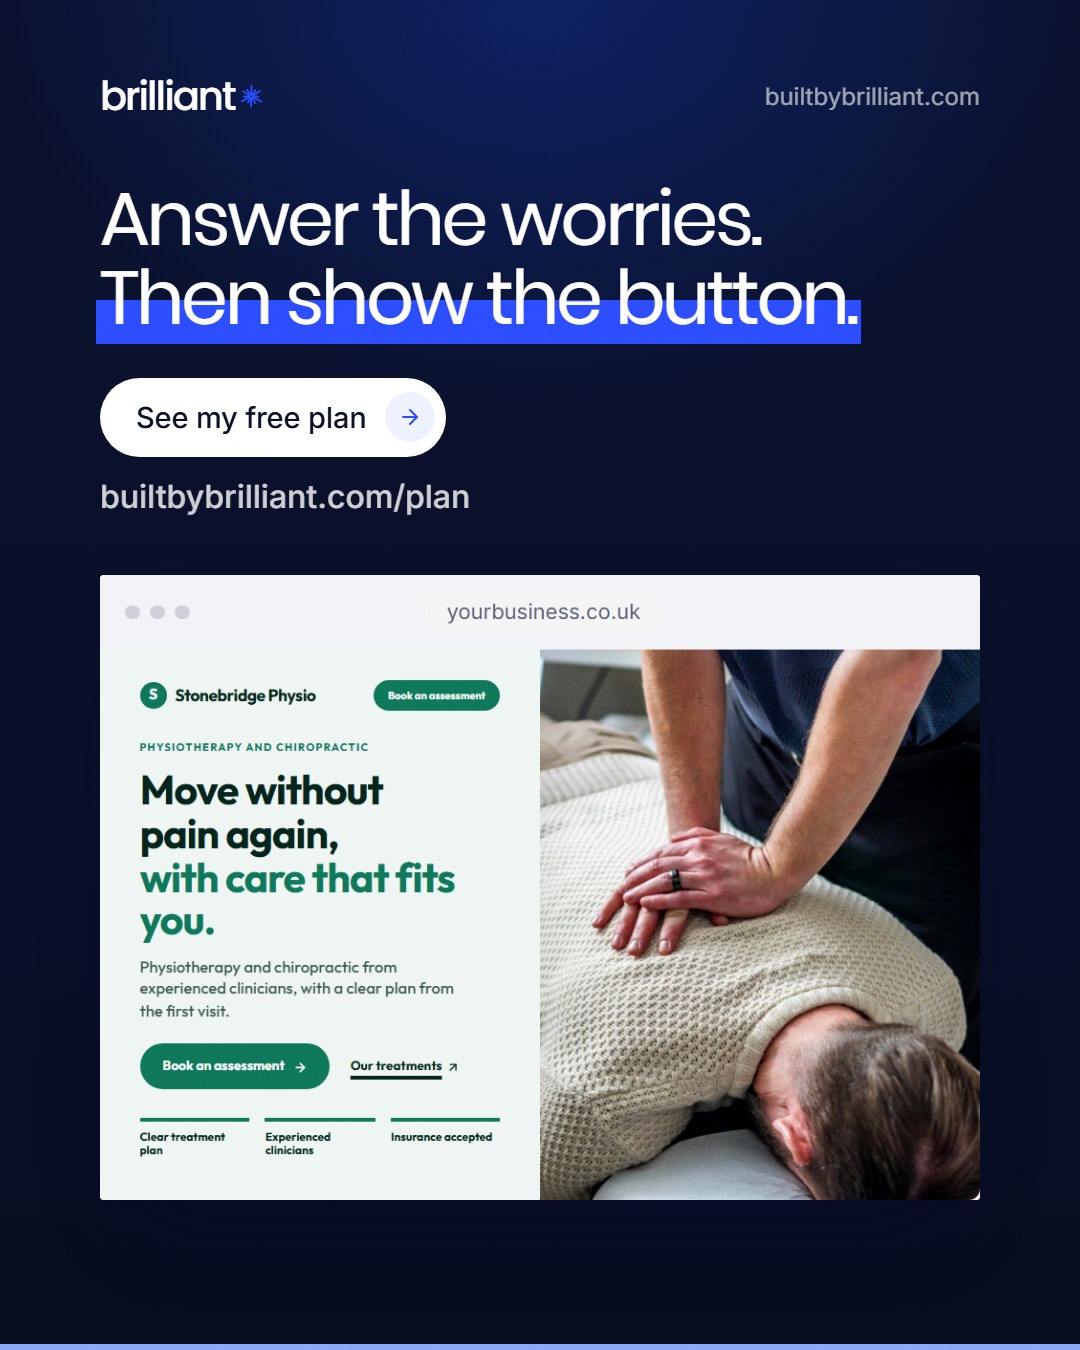 brilliant
builtbybrilliant.com
Answer the worries.
Then show the button.
See my free plan
builtbybrilliant.com/plan
yourbusiness.co.uk
S
Stonebridge Physio
Book an assessment
PHYSIOTHERAPY AND CHIROPRACTIC
Move without
pain again,
with care that fits
you.
Physiotherapy and chiropractic from
experienced clinicians, with a clear plan from
the first visit.
Book an assessment →
Our treatments ↗
Clear treatment
plan
Experienced
clinicians
Insurance accepted